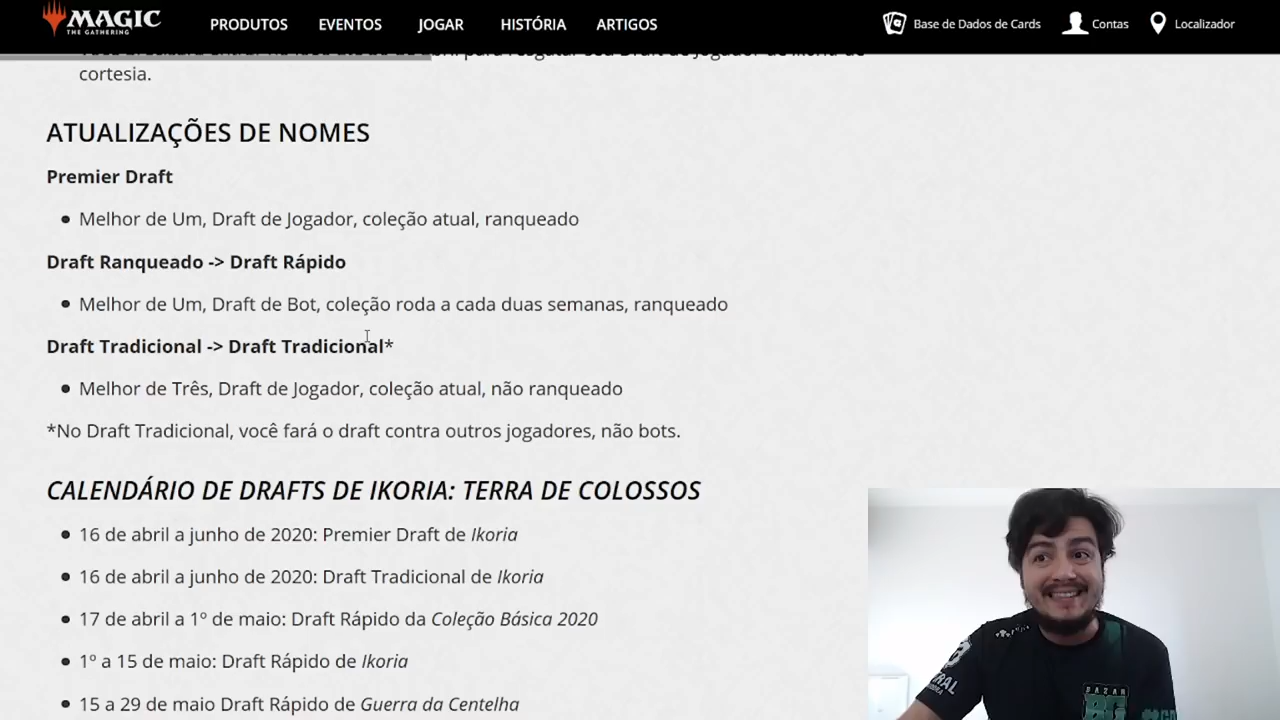 MAGIC
THE GATHERING
PRODUTOS EVENTOS JOGAR HISTÓRIA ARTIGOS Base de Dados de Cards Contas Localizador
cortesia.
ATUALIZAÇÕES DE NOMES
Premier Draft
• Melhor de Um, Draft de Jogador, coleção atual, ranqueado
Draft Ranqueado -> Draft Rápido
• Melhor de Um, Draft de Bot, coleção roda a cada duas semanas, ranqueado
Draft Tradicional -> Draft Tradicional*
• Melhor de Três, Draft de Jogador, coleção atual, não ranqueado
*No Draft Tradicional, você fará o draft contra outros jogadores, não bots.
CALENDÁRIO DE DRAFTS DE IKORIA: TERRA DE COLOSSOS
• 16 de abril a junho de 2020: Premier Draft de Ikoria
• 16 de abril a junho de 2020: Draft Tradicional de Ikoria
• 17 de abril a 1º de maio: Draft Rápido da Coleção Básica 2020
• 1º a 15 de maio: Draft Rápido de Ikoria
• 15 a 29 de maio Draft Rápido de Guerra da Centelha
BAZAR
BG